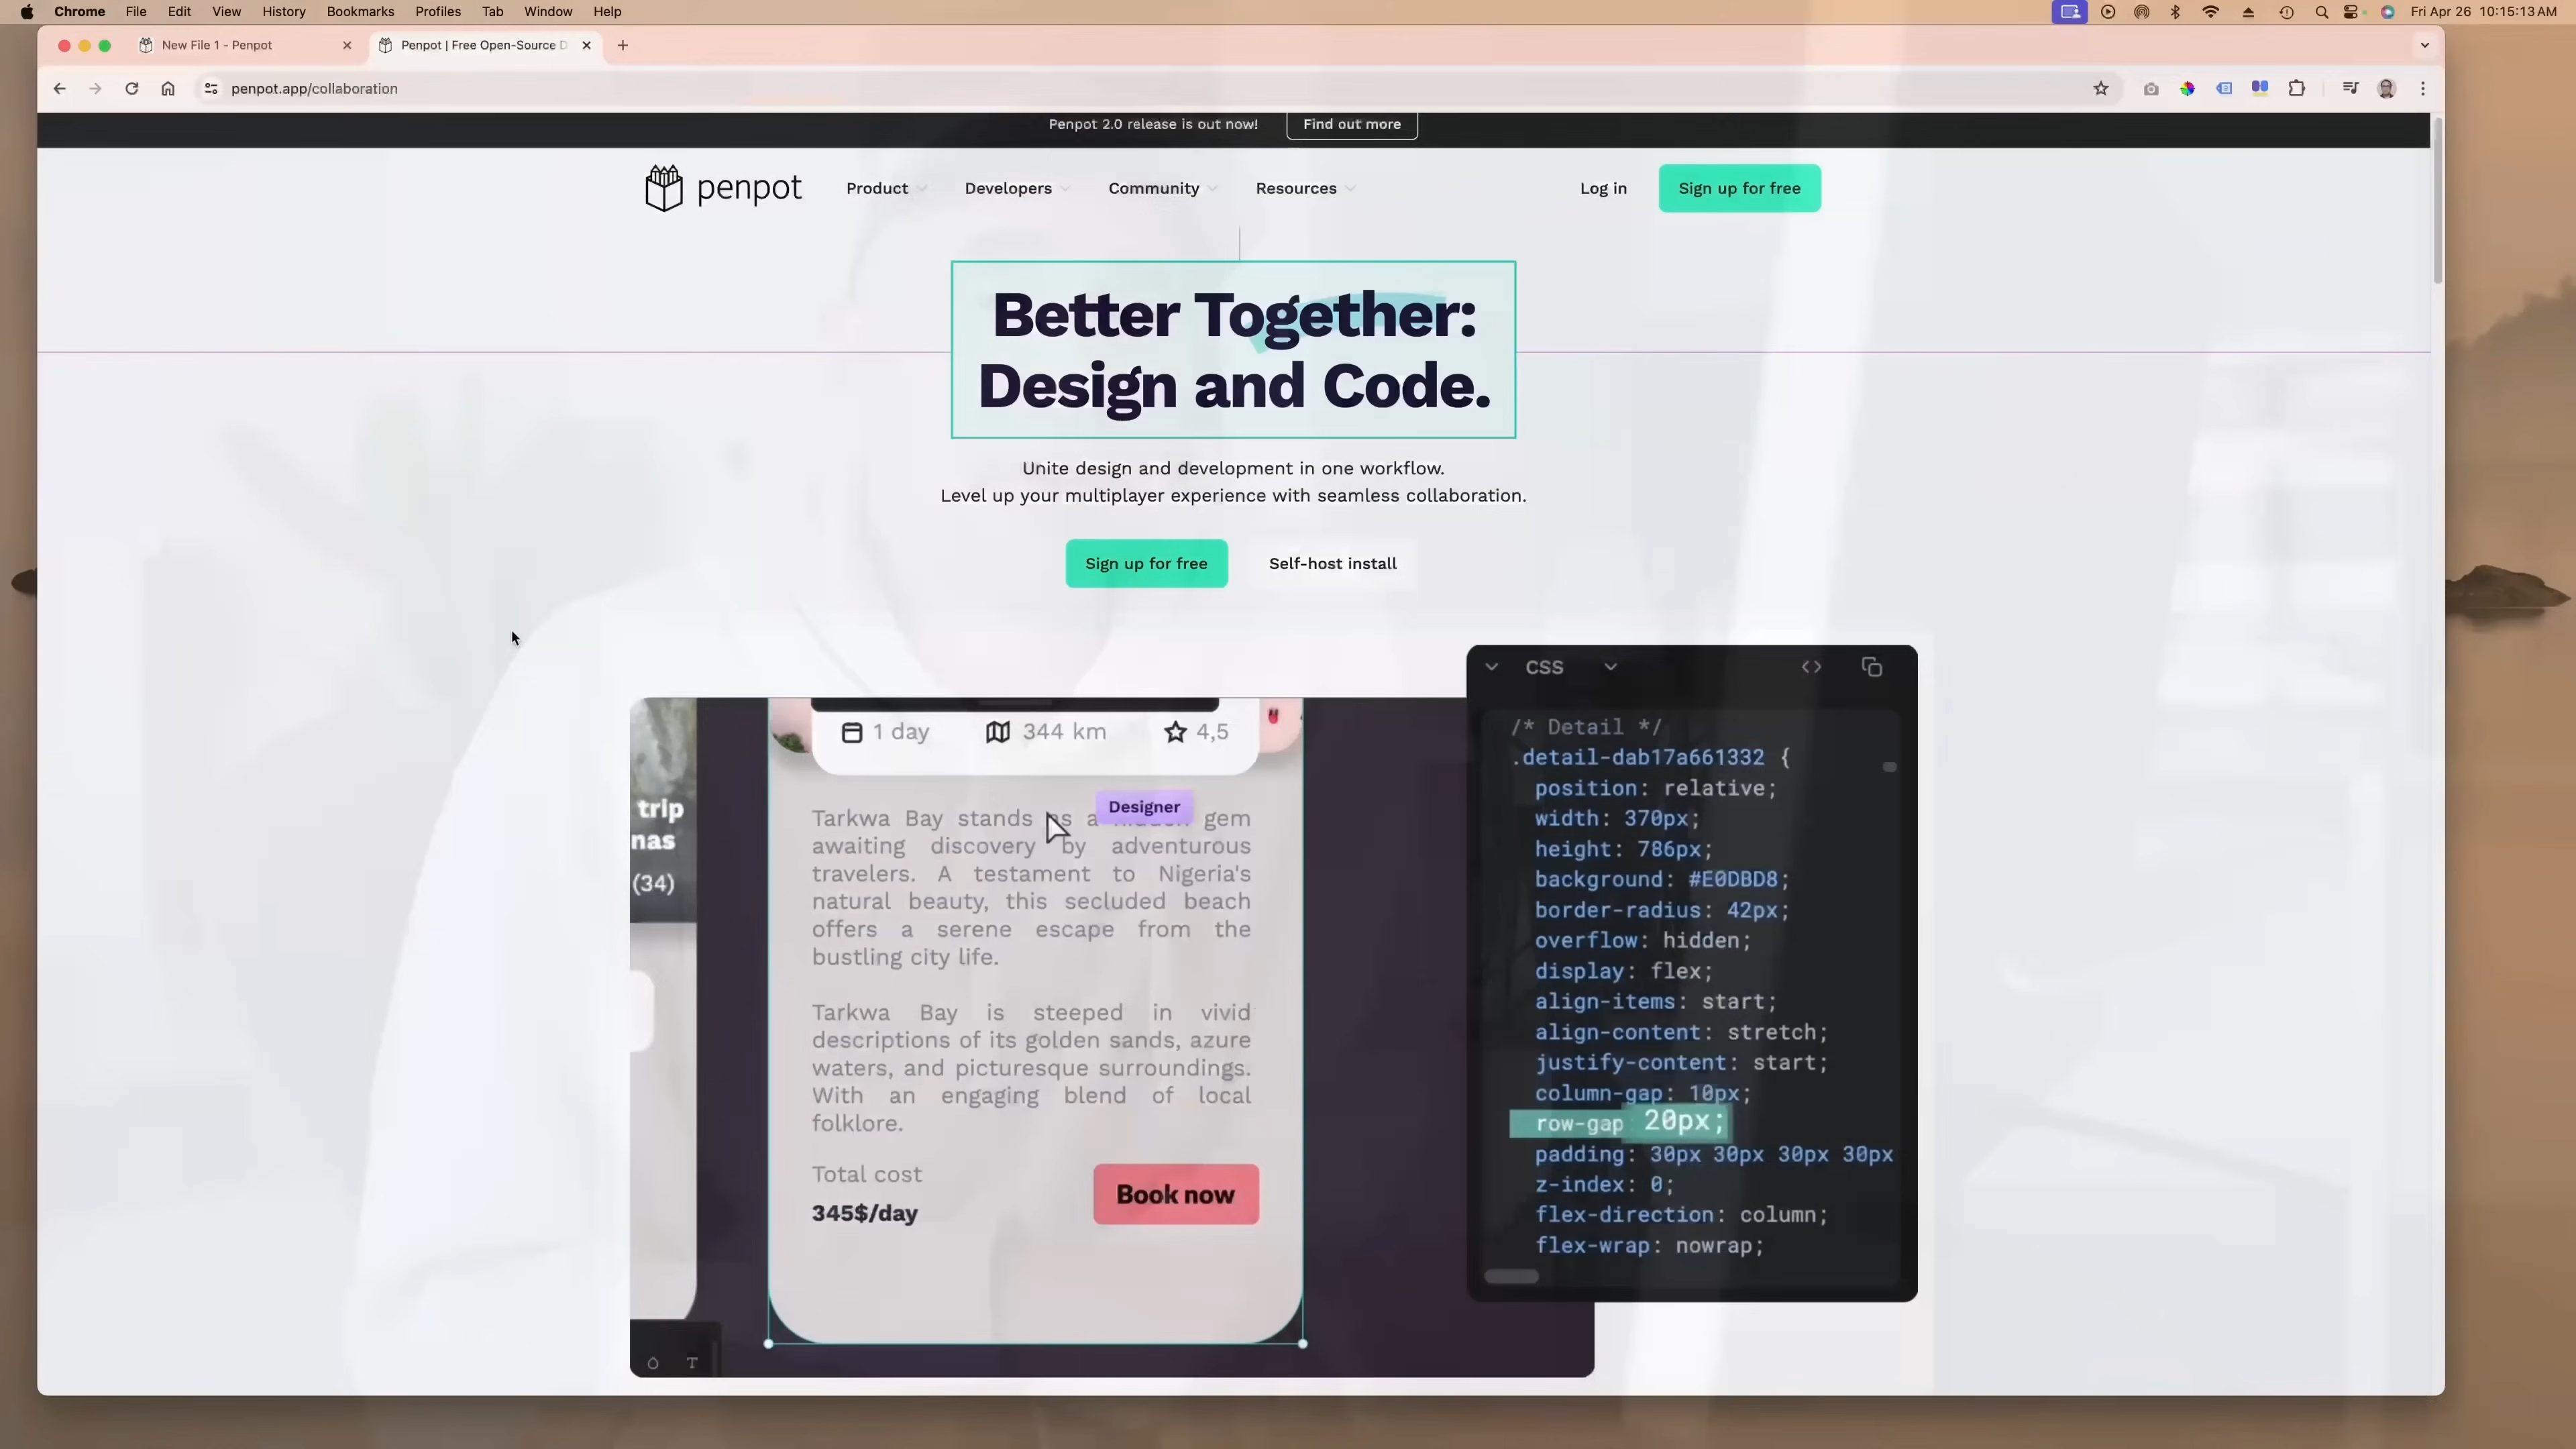 Chrome File Edit View History Bookmarks Profiles Tab Window Help
Fri Apr 26 10:15:13 AM
New File 1 - Penpot
Penpot | Free Open-Source D
penpot.app/collaboration
Penpot 2.0 release is out now! Find out more
penpot Product Developers Community Resources Log in Sign up for free
Better Together:
Design and Code.
Unite design and development in one workflow.
Level up your multiplayer experience with seamless collaboration.
Sign up for free Self-host install
1 day 344 km 4,5
trip
nas
(34)
Designer
Tarkwa Bay stands as a hidden gem
awaiting discovery by adventurous
travelers. A testament to Nigeria's
natural beauty, this secluded beach
offers a serene escape from the
bustling city life.
Tarkwa Bay is steeped in vivid
descriptions of its golden sands, azure
waters, and picturesque surroundings.
With an engaging blend of local
folklore.
Total cost
345$/day
Book now
T
CSS
/* Detail */
.detail-dab17a661332 {
position: relative;
width: 370px;
height: 786px;
background: #E0DBD8;
border-radius: 42px;
overflow: hidden;
display: flex;
align-items: start;
align-content: stretch;
justify-content: start;
column-gap: 10px;
row-gap 20px;
padding: 30px 30px 30px 30px
z-index: 0;
flex-direction: column;
flex-wrap: nowrap;